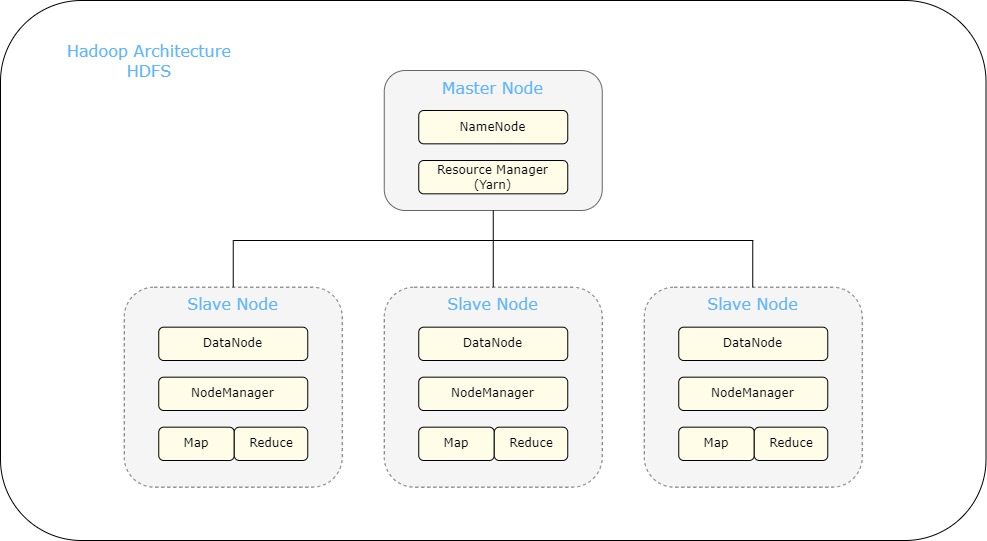 Hadoop Architecture
HDFS
Master Node
NameNode
Resource Manager
(Yarn)
Slave Node
DataNode
NodeManager
Map
Reduce
Slave Node
DataNode
NodeManager
Map
Reduce
Slave Node
DataNode
NodeManager
Map
Reduce